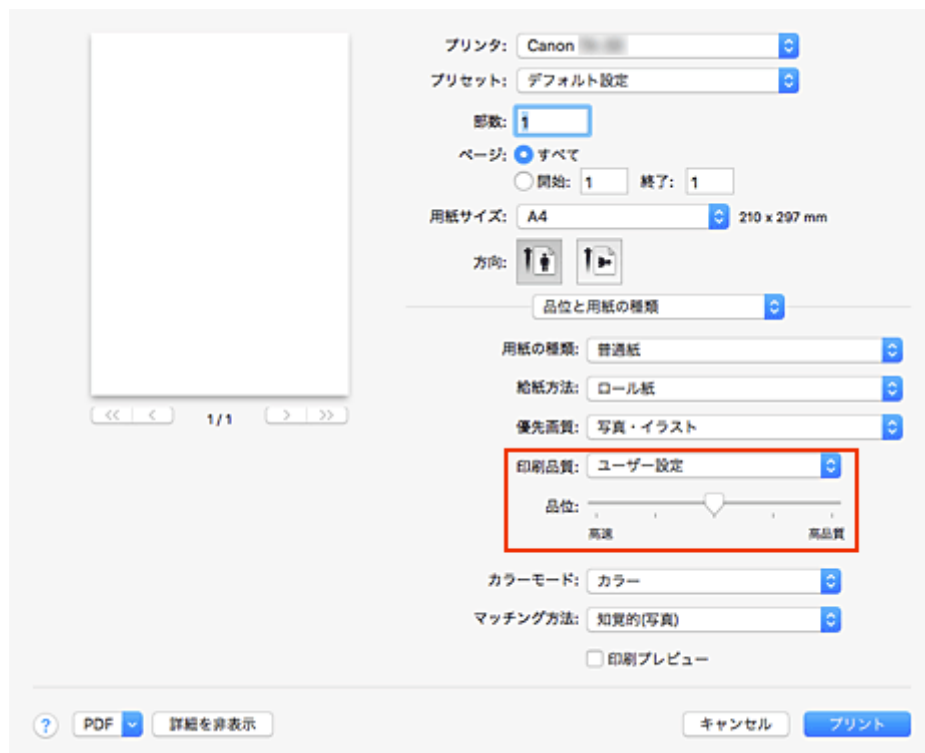 プリンタ: Canon
プリセット: デフォルト設定
部数: 1
ページ: すべて
開始: 1 終了: 1
用紙サイズ: A4 210 x 297 mm
方向:
品位と用紙の種類
用紙の種類: 普通紙
給紙方法: ロール紙
<< < 1 / 1 > >>
優先画質: 写真・イラスト
印刷品質: ユーザー設定
品位:
高速 高品質
カラーモード: カラー
マッチング方法: 知覚的(写真)
印刷プレビュー
? PDF 詳細を非表示 キャンセル プリント